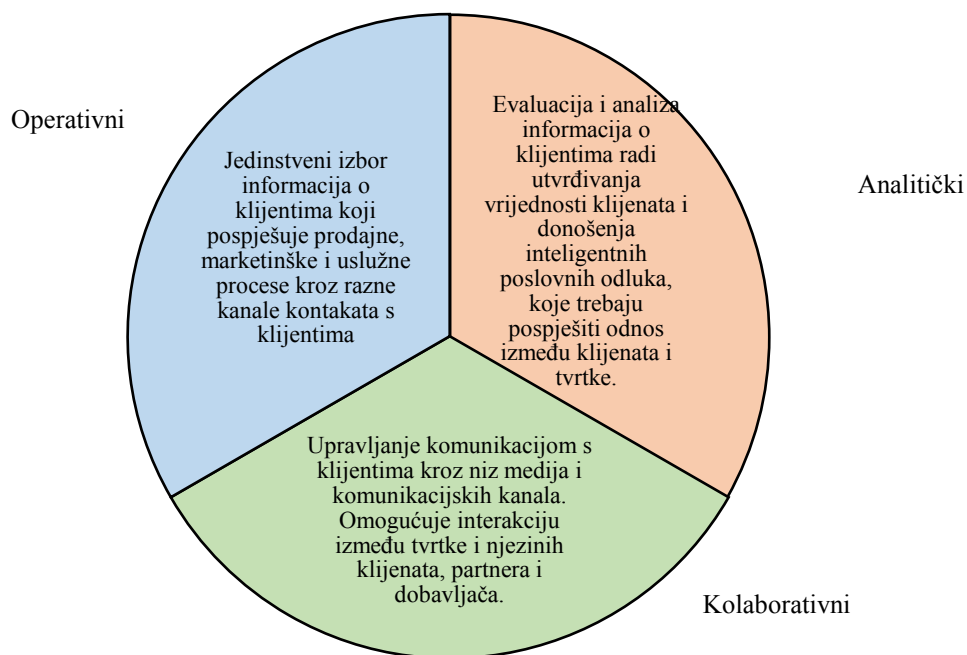 Operativni
Jedinstveni izbor
informacija o
klijentima koji
pospješuje prodajne,
marketinške i uslužne
procese kroz razne
kanale kontakata s
klijentima
Evaluacija i analiza
informacija o
klijentima radi
utvrđivanja
vrijednosti klijenata i
donošenja
inteligentnih
poslovnih odluka,
koje trebaju
pospješiti odnos
između klijenata i
tvrtke.
Analitički
Upravljanje komunikacijom s
klijentima kroz niz medija i
komunikacijskih kanala.
Omogućuje interakciju
između tvrtke i njezinih
klijenata, partnera i
dobavljača.
Kolaborativni